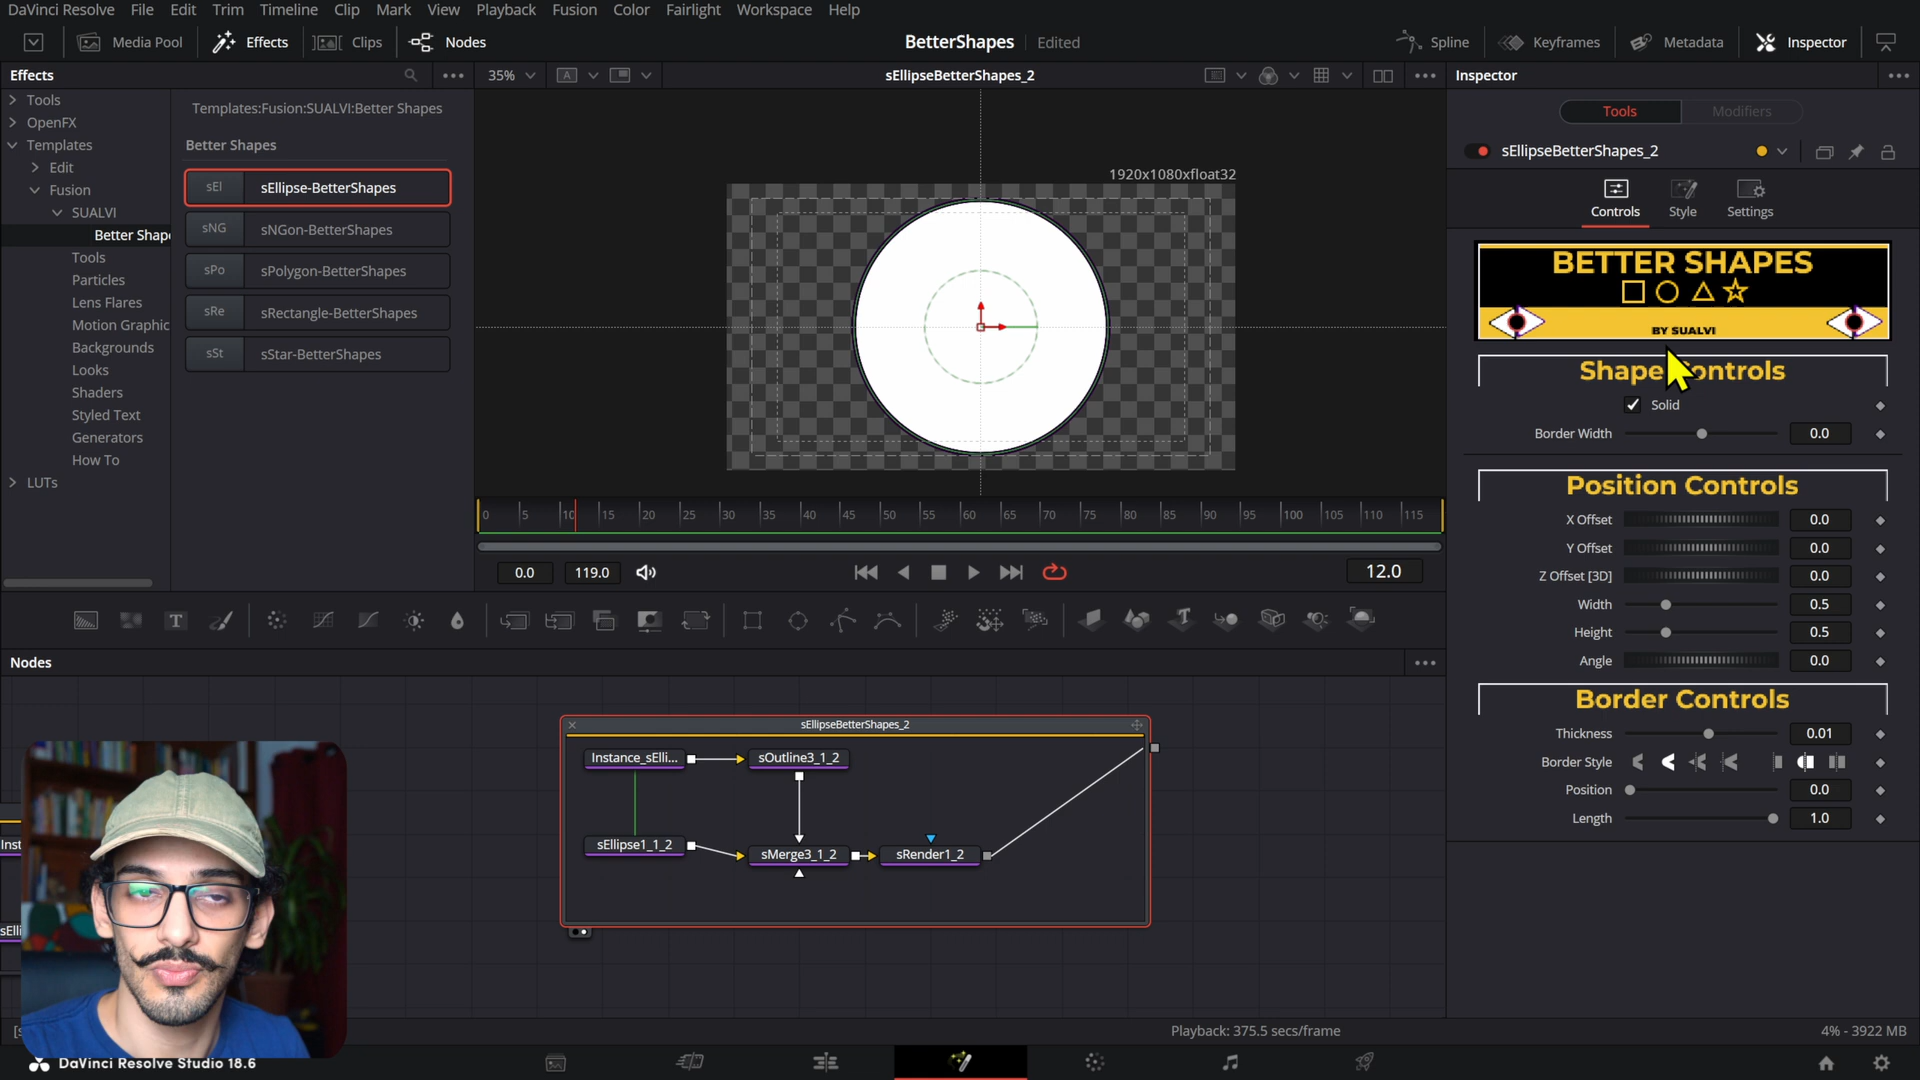 DaVinci Resolve File Edit Trim Timeline Clip Mark View Playback Fusion Color Fairlight Workspace Help
Media Pool Effects Clips Nodes BetterShapes Edited Spline Keyframes Metadata Inspector
Effects 35% A sEllipseBetterShapes_2 Inspector
Tools
OpenFX
Templates
Edit
Fusion
SUALVI
Better Shape
Tools
Particles
Lens Flares
Motion Graphic
Backgrounds
Looks
Shaders
Styled Text
Generators
How To
LUTs
Templates:Fusion:SUALVI:Better Shapes
Better Shapes
sEl sEllipse-BetterShapes
sNG sNGon-BetterShapes
sPo sPolygon-BetterShapes
sRe sRectangle-BetterShapes
sSt sStar-BetterShapes
1920x1080xfloat32
0 5 10 15 20 25 30 35 40 45 50 55 60 65 70 75 80 85 90 95 100 105 110 115
0.0 119.0 12.0
T T
Tools Modifiers
sEllipseBetterShapes_2
Controls Style Settings
BETTER SHAPES
BY SUALVI
Shape Controls
Solid
Border Width 0.0
Position Controls
X Offset 0.0
Y Offset 0.0
Z Offset [3D] 0.0
Width 0.5
Height 0.5
Angle 0.0
Border Controls
Thickness 0.01
Border Style
Position 0.0
Length 1.0
Nodes
sEllipseBetterShapes_2
Instance_sElli... sOutline3_1_2
sEllipse1_1_2 sMerge3_1_2 sRender1_2
Inst
sElli
[s
Playback: 375.5 secs/frame 4% - 3922 MB
DaVinci Resolve Studio 18.6